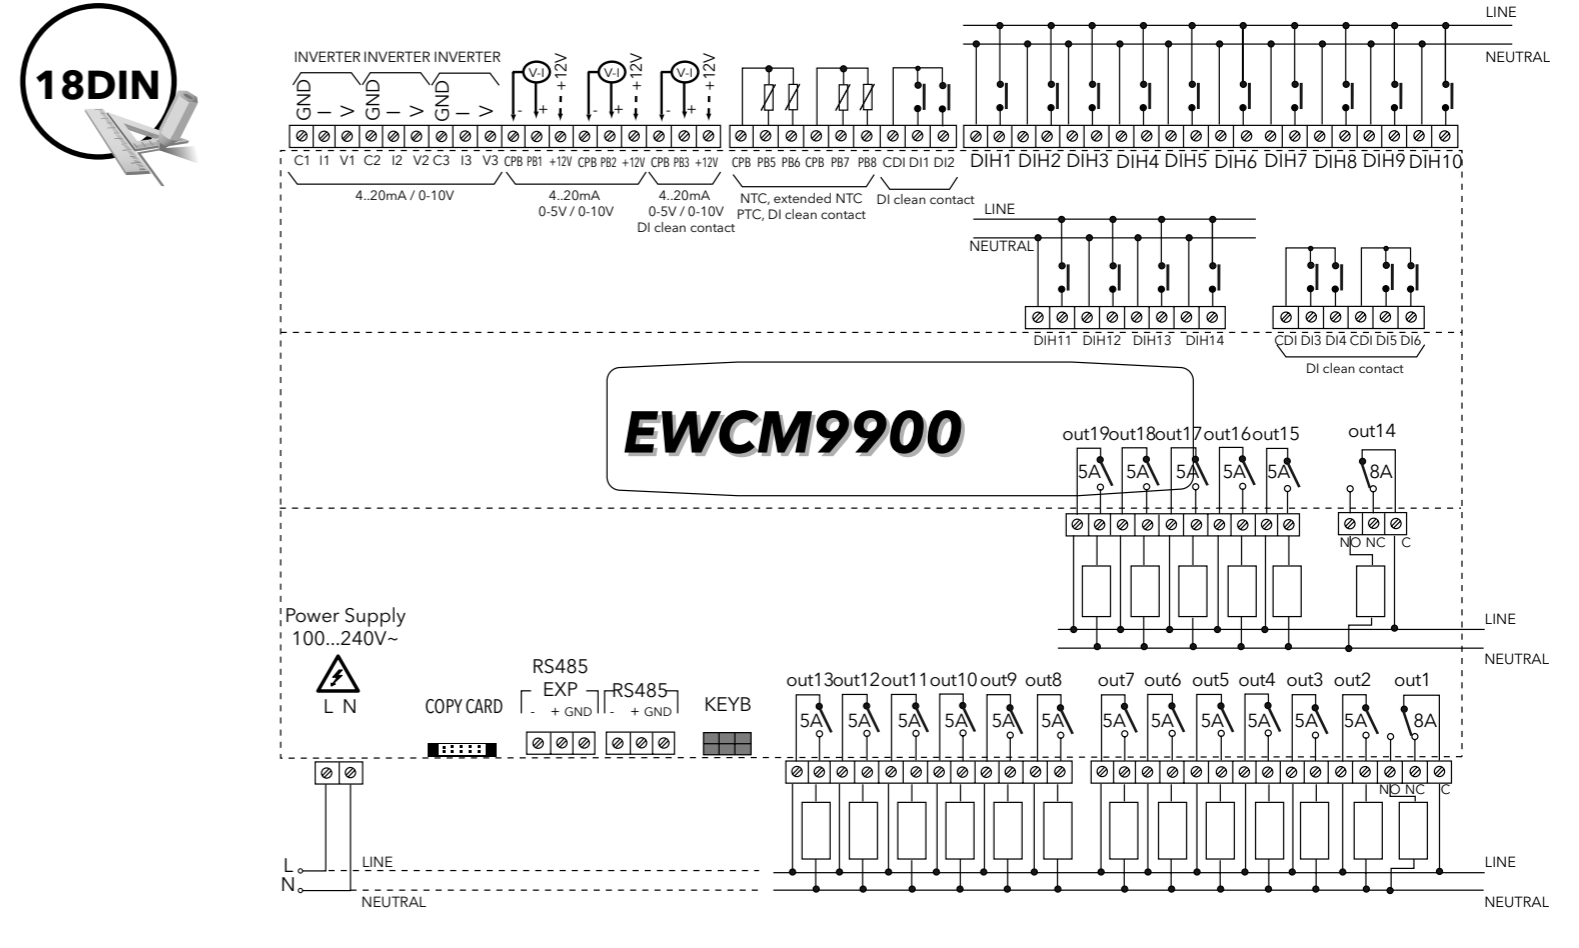 18DIN
LINE
NEUTRAL
INVERTER INVERTER INVERTER
GND I V GND I V GND I V
V-I +12V V-I +12V V-I +12V
- + - + - +
C1 I1 V1 C2 I2 V2 C3 I3 V3 CPB PB1 +12V CPB PB2 +12V CPB PB3 +12V CPB PB5 PB6 CPB PB7 PB8 CDI DI1 DI2 DIH1 DIH2 DIH3 DIH4 DIH5 DIH6 DIH7 DIH8 DIH9 DIH10
4..20mA / 0-10V
4..20mA
0-5V / 0-10V
4..20mA
0-5V / 0-10V
DI clean contact
NTC, extended NTC
PTC, DI clean contact
DI clean contact
LINE
NEUTRAL
DIH11 DIH12 DIH13 DIH14
CDI DI3 DI4 CDI DI5 DI6
DI clean contact
EWCM9900
out19 out18 out17 out16 out15 out14
5A 5A 5A 5A 5A 8A
NO NC C
LINE
NEUTRAL
Power Supply
100...240V~
L N
COPY CARD
RS485
EXP
- + GND
RS485
- + GND
KEYB
out13 out12 out11 out10 out9 out8 out7 out6 out5 out4 out3 out2 out1
5A 5A 5A 5A 5A 5A 5A 5A 5A 5A 5A 5A 8A
NO NC C
L LINE
N
NEUTRAL
LINE
NEUTRAL